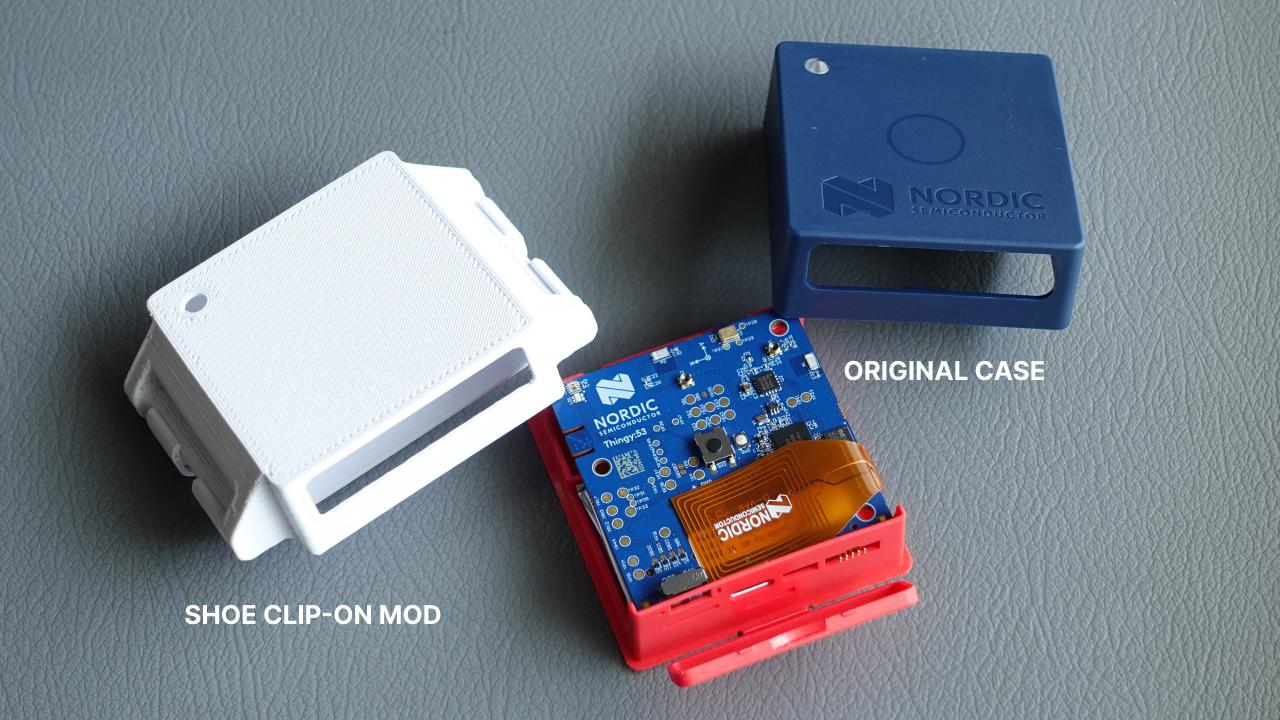 NORDIC
SEMICONDUCTOR
ORIGINAL CASE
NORDIC
SEMICONDUCTOR
Thingy:53
NORDIC
SEMICONDUCTOR
SHOE CLIP-ON MOD